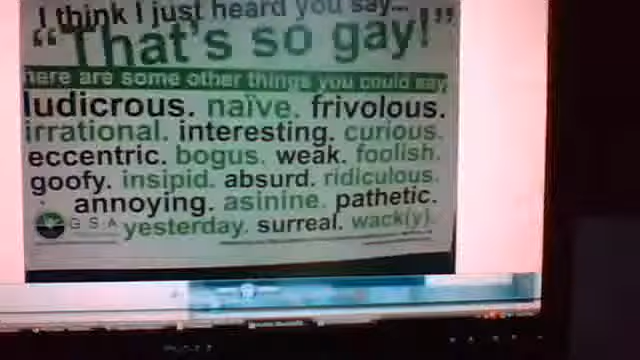 I think I just heard you say...
“That's so gay!”
here are some other things you could say
ludicrous. naïve. frivolous.
irrational. interesting. curious.
eccentric. bogus. weak. foolish.
goofy. insipid. absurd. ridiculous.
annoying. asinine. pathetic.
GSA yesterday. surreal. wack(y).